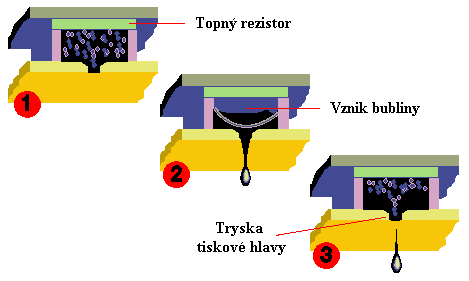 Topný rezistor
1
Vznik bubliny
2
Tryska
tiskové hlavy
3